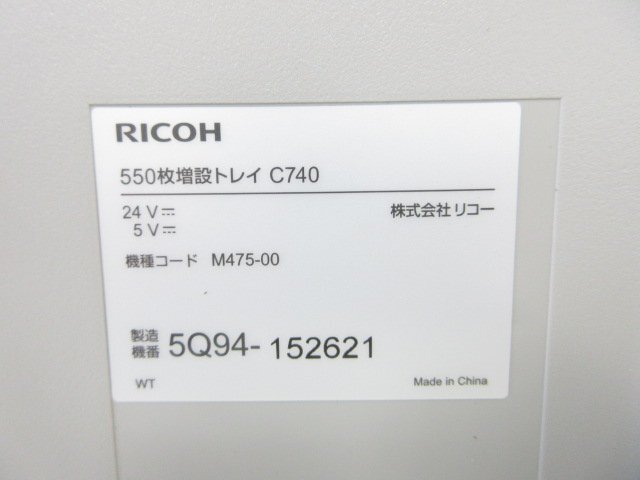 RICOH
550枚増設トレイ C740
24 V⎓ 株式会社リコー
5 V⎓
機種コード M475-00
製造機番 5Q94-152621
WT Made in China